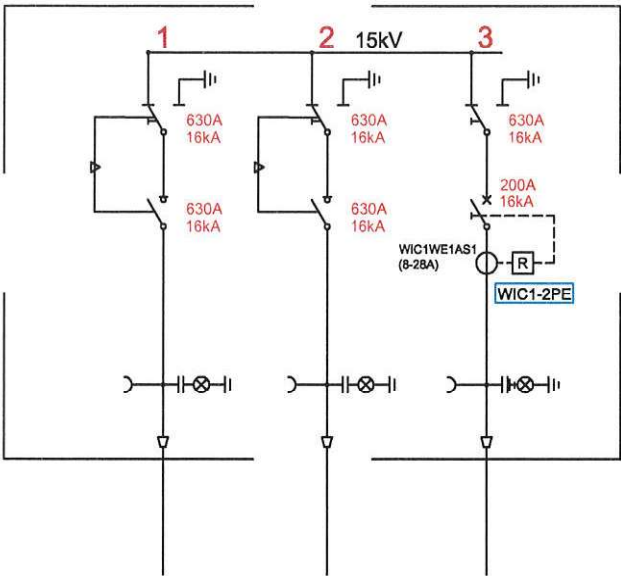 1
2
15kV
3
630A
16kA
630A
16kA
630A
16kA
630A
16kA
630A
16kA
200A
16kA
WIC1WE1AS1
(8-28A)
R
WIC1-2PE